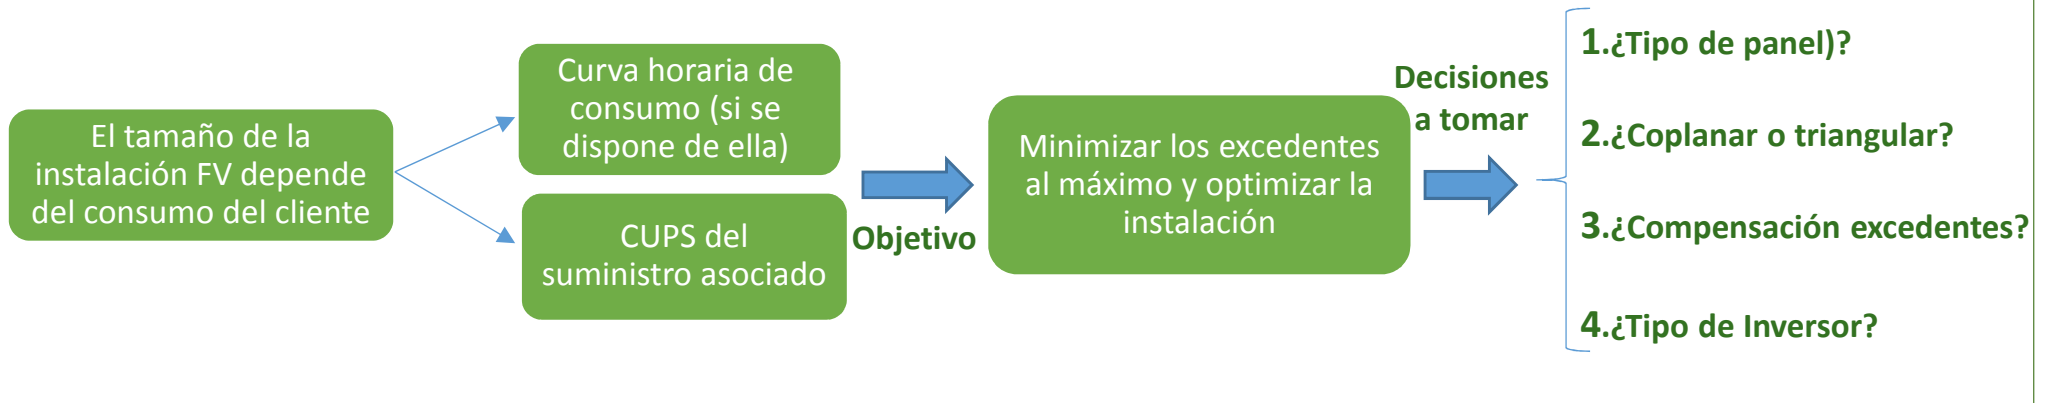 El tamaño de la
instalación FV depende
del consumo del cliente
Curva horaria de
consumo (si se
dispone de ella)
CUPS del
suministro asociado
Objetivo
Minimizar los excedentes
al máximo y optimizar la
instalación
Decisiones
a tomar
1.¿Tipo de panel)?
2.¿Coplanar o triangular?
3.¿Compensación excedentes?
4.¿Tipo de Inversor?